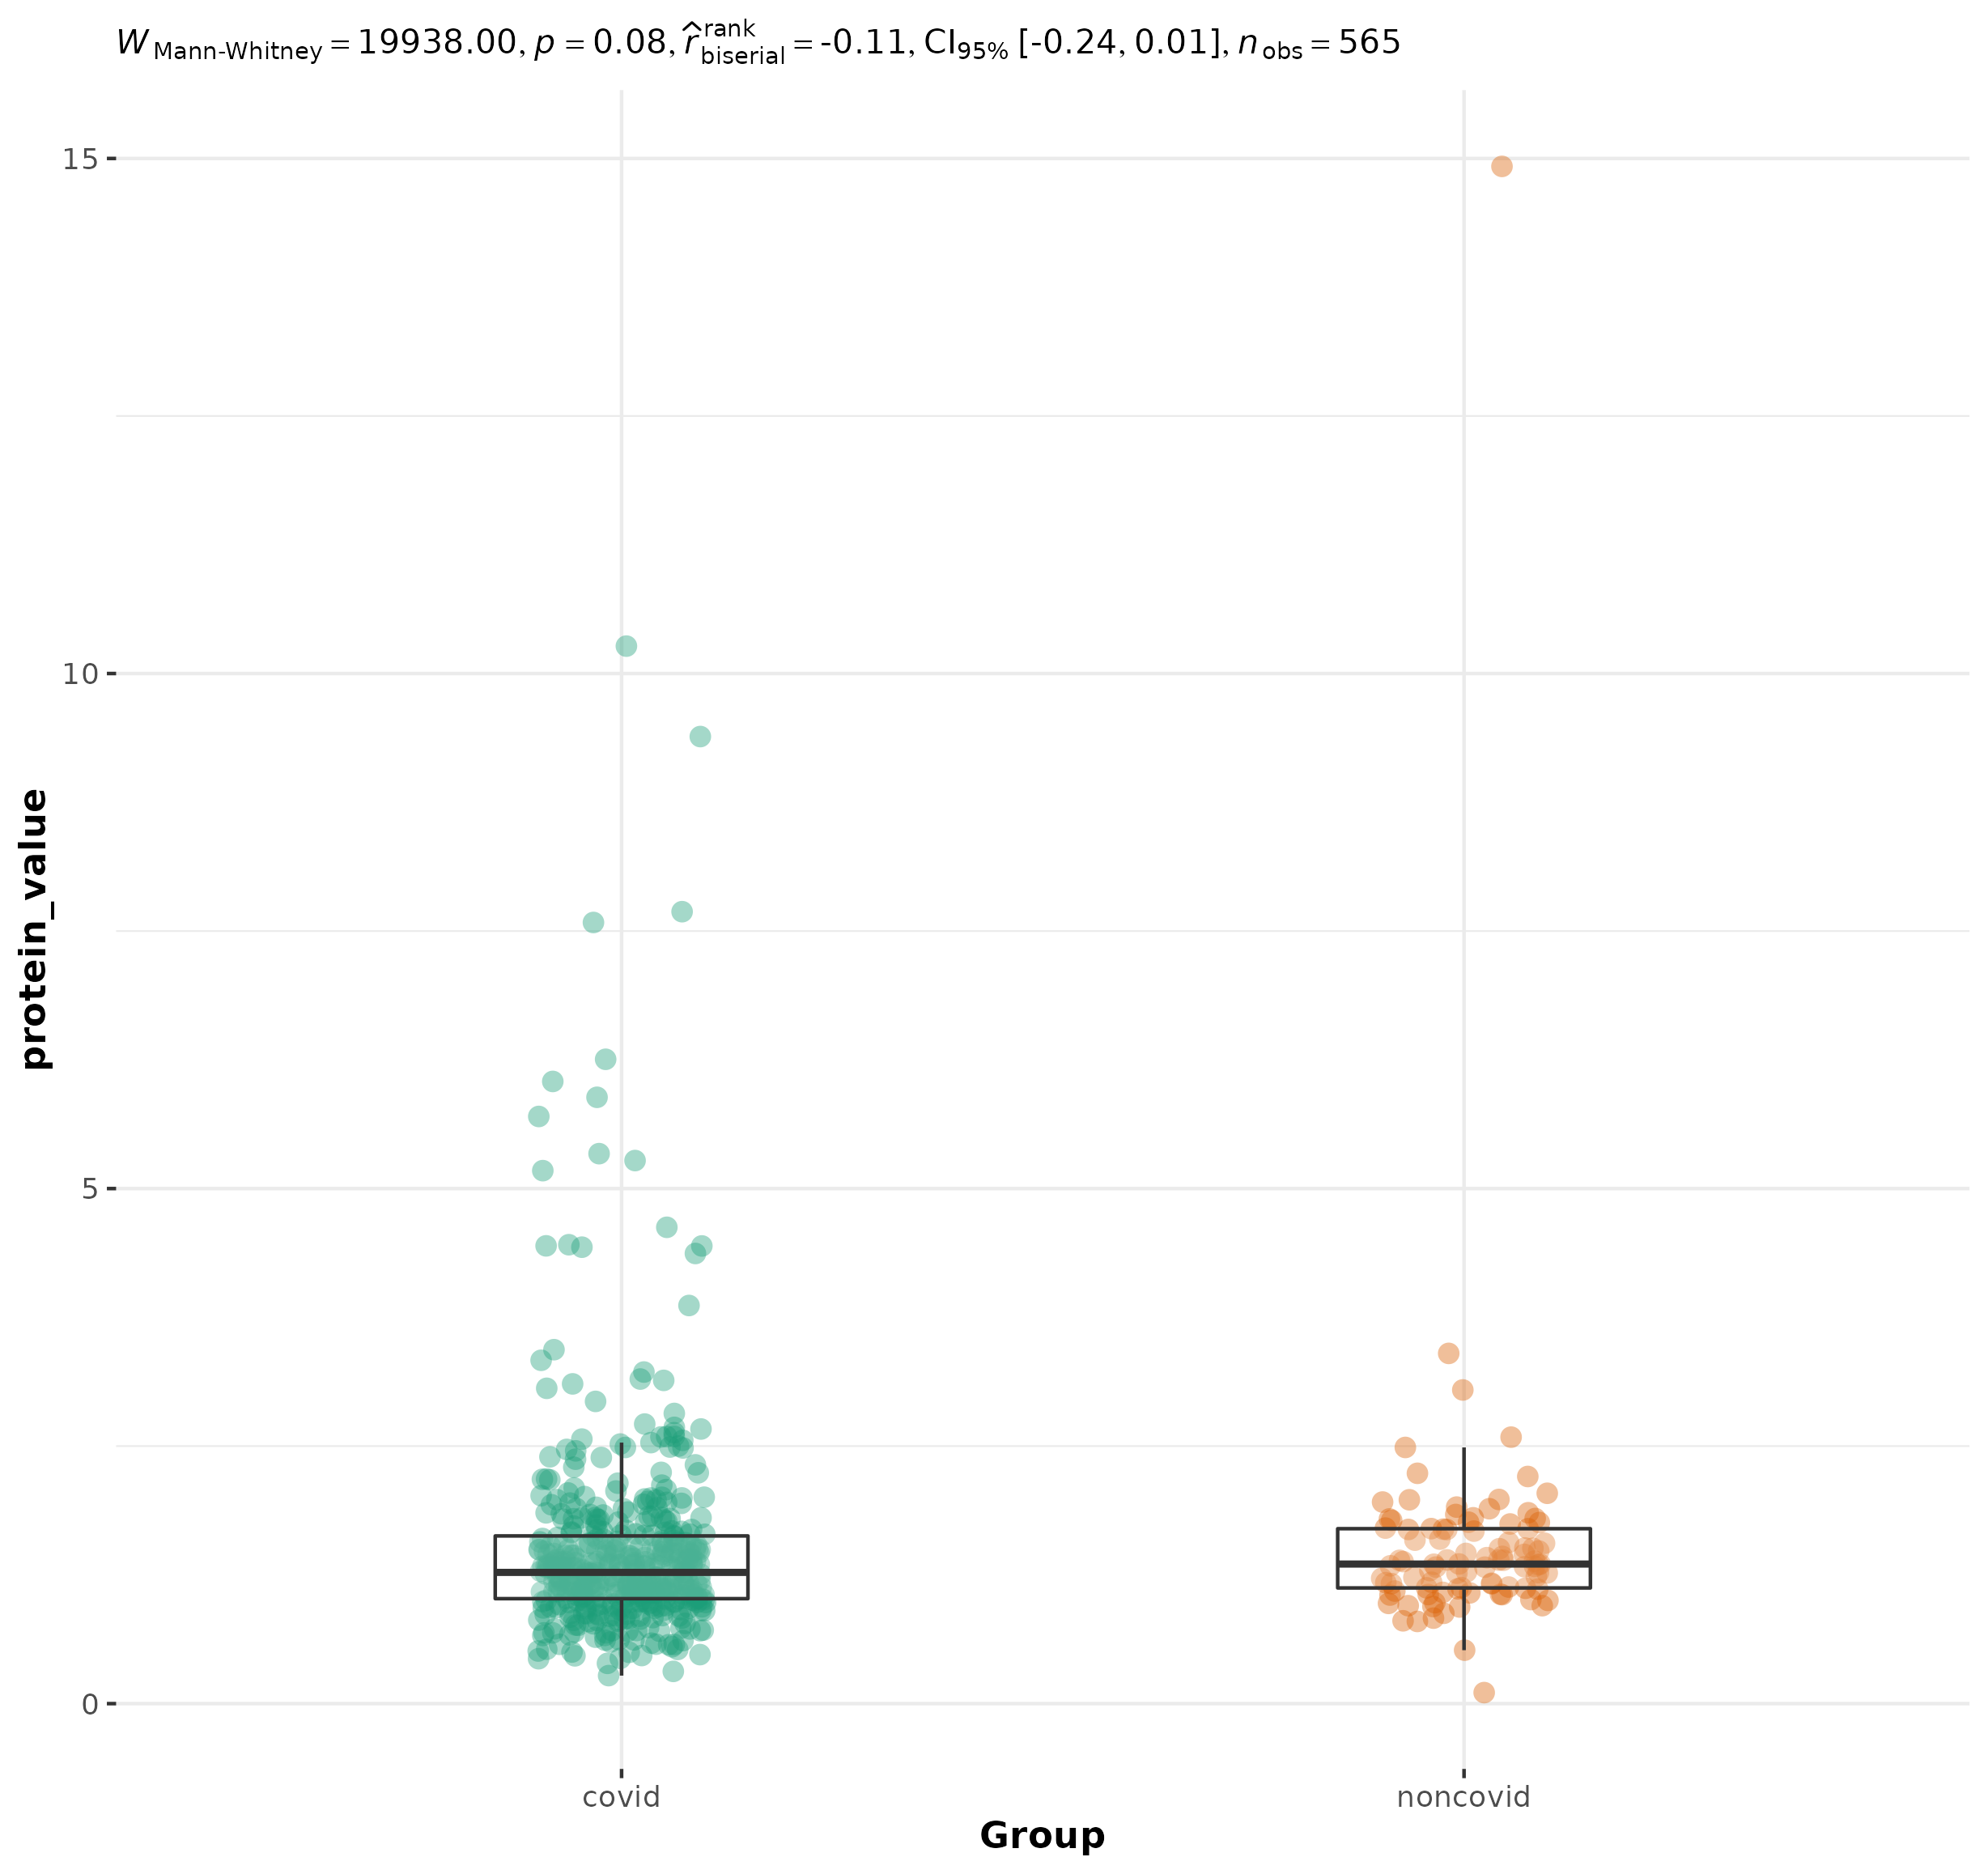 W Mann-Whitney = 19938.00, p = 0.08, r̂ rank biserial = -0.11, CI95% [-0.24, 0.01], n obs = 565
15
10
5
0
protein_value
covid noncovid
Group